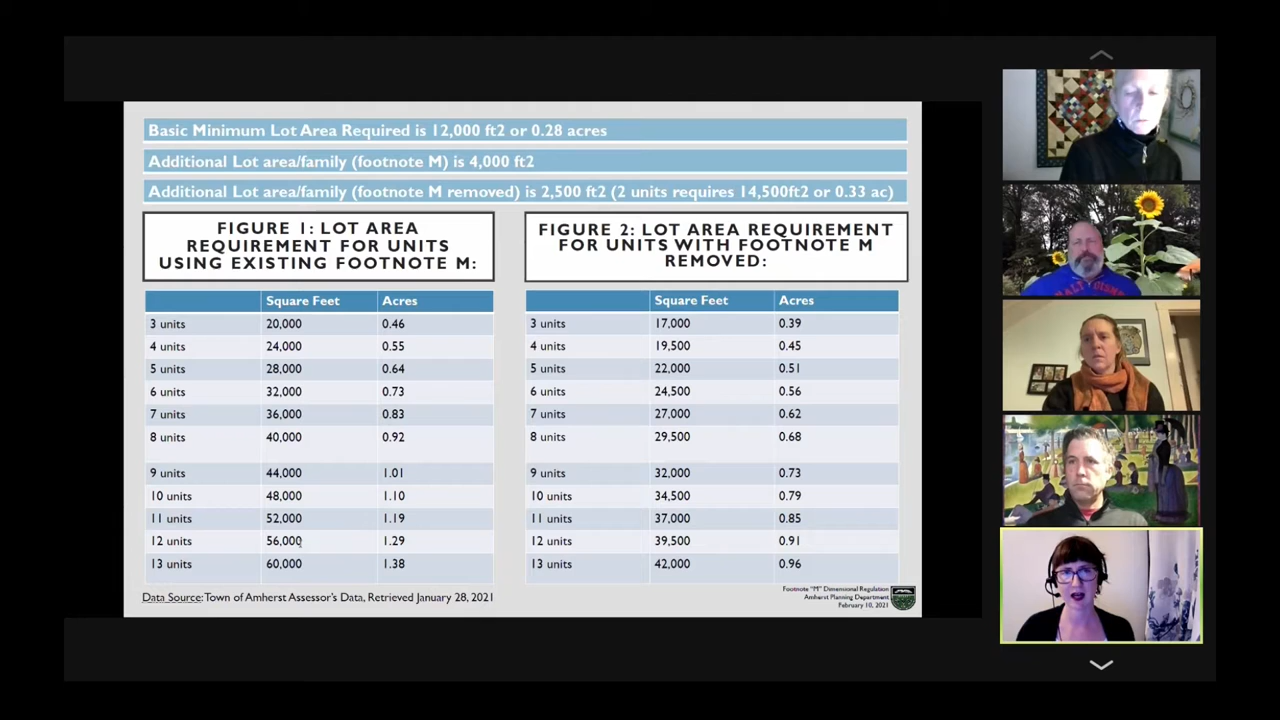 Basic Minimum Lot Area Required is 12,000 ft2 or 0.28 acres
Additional Lot area/family (footnote M) is 4,000 ft2
Additional Lot area/family (footnote M removed) is 2,500 ft2 (2 units requires 14,500ft2 or 0.33 ac)
FIGURE 1: LOT AREA
REQUIREMENT FOR UNITS
USING EXISTING FOOTNOTE M:
Square Feet Acres
3 units 20,000 0.46
4 units 24,000 0.55
5 units 28,000 0.64
6 units 32,000 0.73
7 units 36,000 0.83
8 units 40,000 0.92
9 units 44,000 1.01
10 units 48,000 1.10
11 units 52,000 1.19
12 units 56,000 1.29
13 units 60,000 1.38
FIGURE 2: LOT AREA REQUIREMENT
FOR UNITS WITH FOOTNOTE M
REMOVED:
Square Feet Acres
3 units 17,000 0.39
4 units 19,500 0.45
5 units 22,000 0.51
6 units 24,500 0.56
7 units 27,000 0.62
8 units 29,500 0.68
9 units 32,000 0.73
10 units 34,500 0.79
11 units 37,000 0.85
12 units 39,500 0.91
13 units 42,000 0.96
Data Source: Town of Amherst Assessor's Data, Retrieved January 28, 2021
Footnote "M" Dimensional Regulation
Amherst Planning Department
February 10, 2021